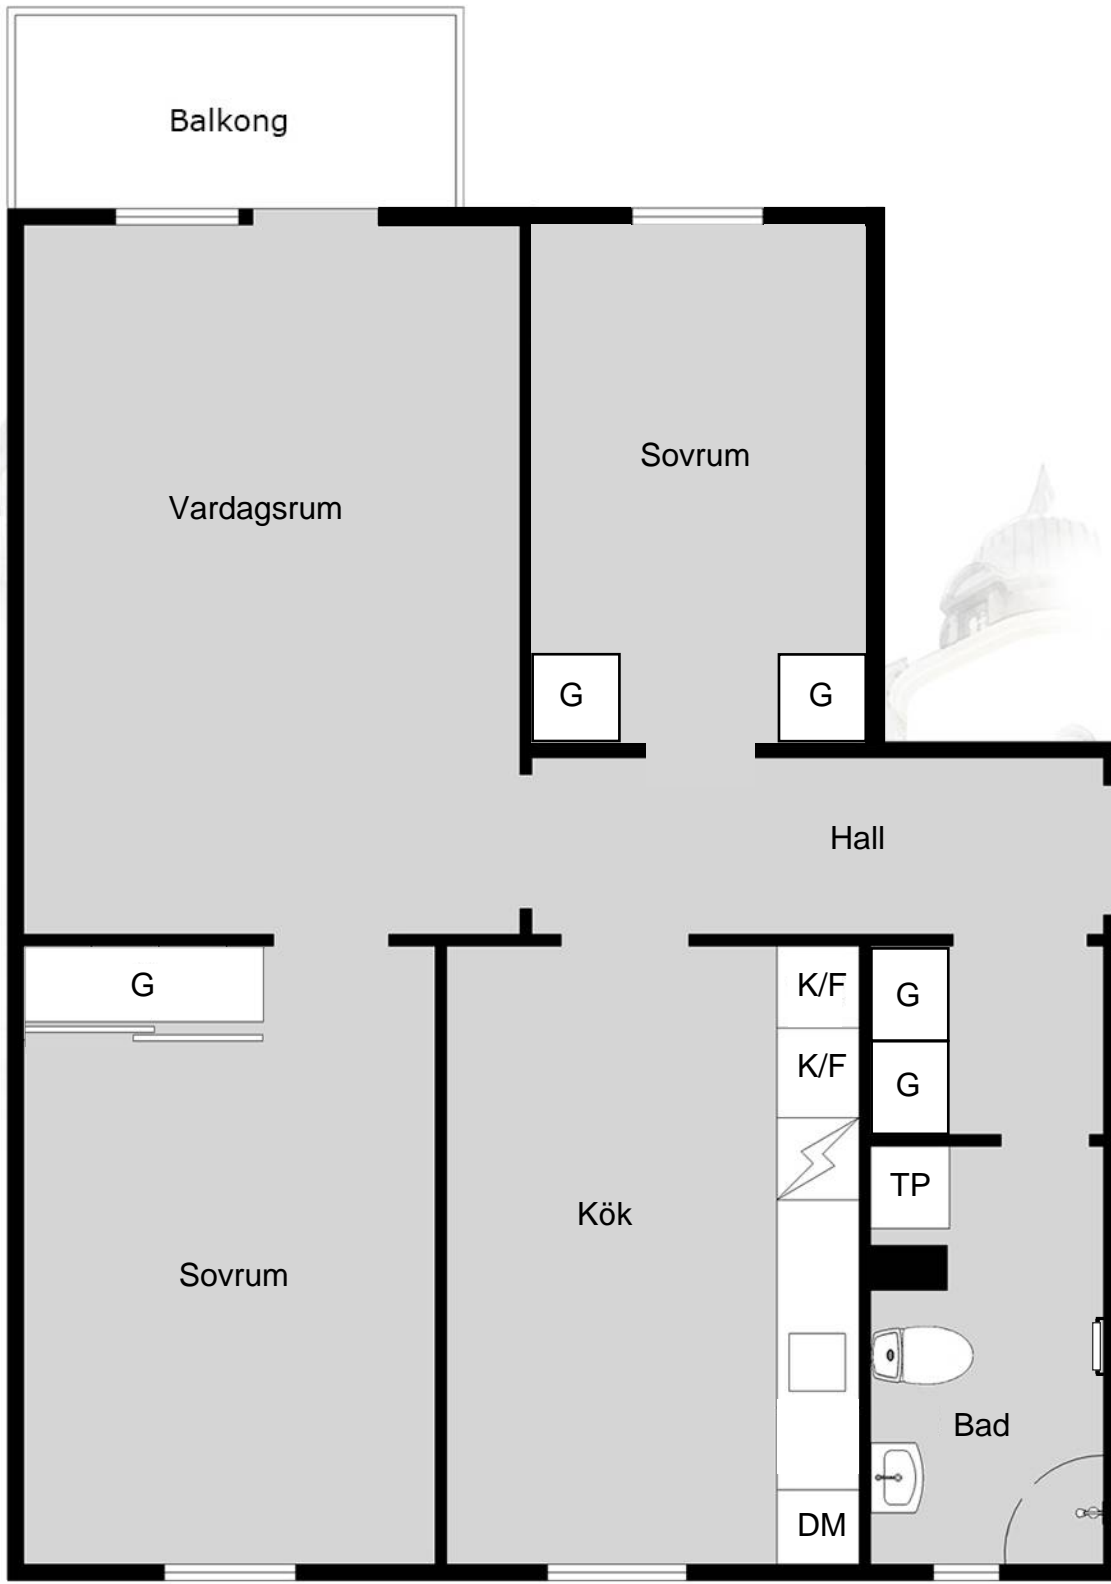 Balkong
Sovrum
Vardagsrum
G
G
Hall
G
K/F
G
K/F
G
TP
Kök
Sovrum
Bad
DM